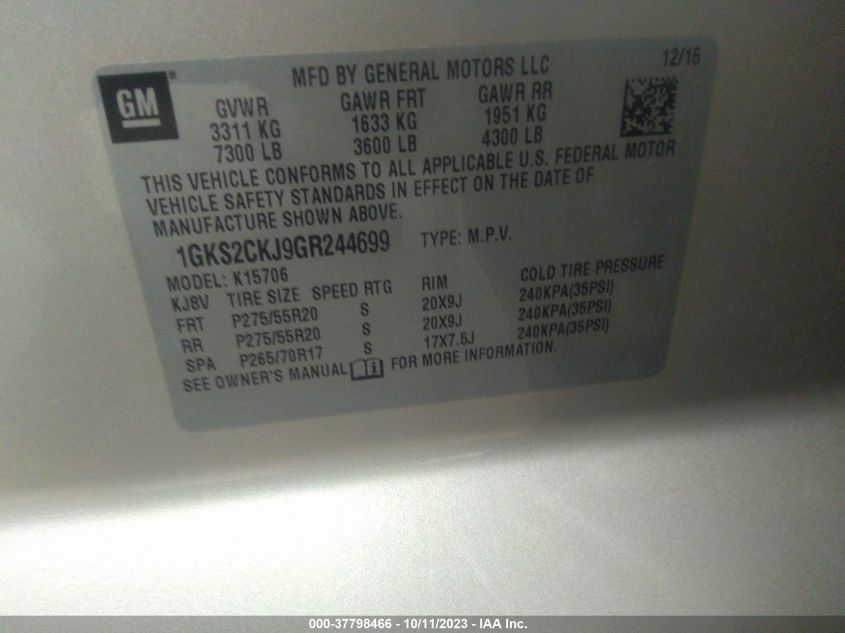 GM ®
MFD BY GENERAL MOTORS LLC 12/15
GVWR GAWR FRT GAWR RR
3311 KG 1633 KG 1951 KG
7300 LB 3600 LB 4300 LB
THIS VEHICLE CONFORMS TO ALL APPLICABLE U.S. FEDERAL MOTOR
VEHICLE SAFETY STANDARDS IN EFFECT ON THE DATE OF
MANUFACTURE SHOWN ABOVE.
1GKS2CKJ9GR244699 TYPE: M.P.V.
MODEL: K15706
KJ8V TIRE SIZE SPEED RTG RIM COLD TIRE PRESSURE
FRT P275/55R20 S 20X9J 240KPA(35PSI)
RR P275/55R20 S 20X9J 240KPA(35PSI)
SPA P265/70R17 S 17X7.5J 240KPA(35PSI)
SEE OWNER'S MANUAL i FOR MORE INFORMATION.
000-37798466 - 10/11/2023 - IAA Inc.